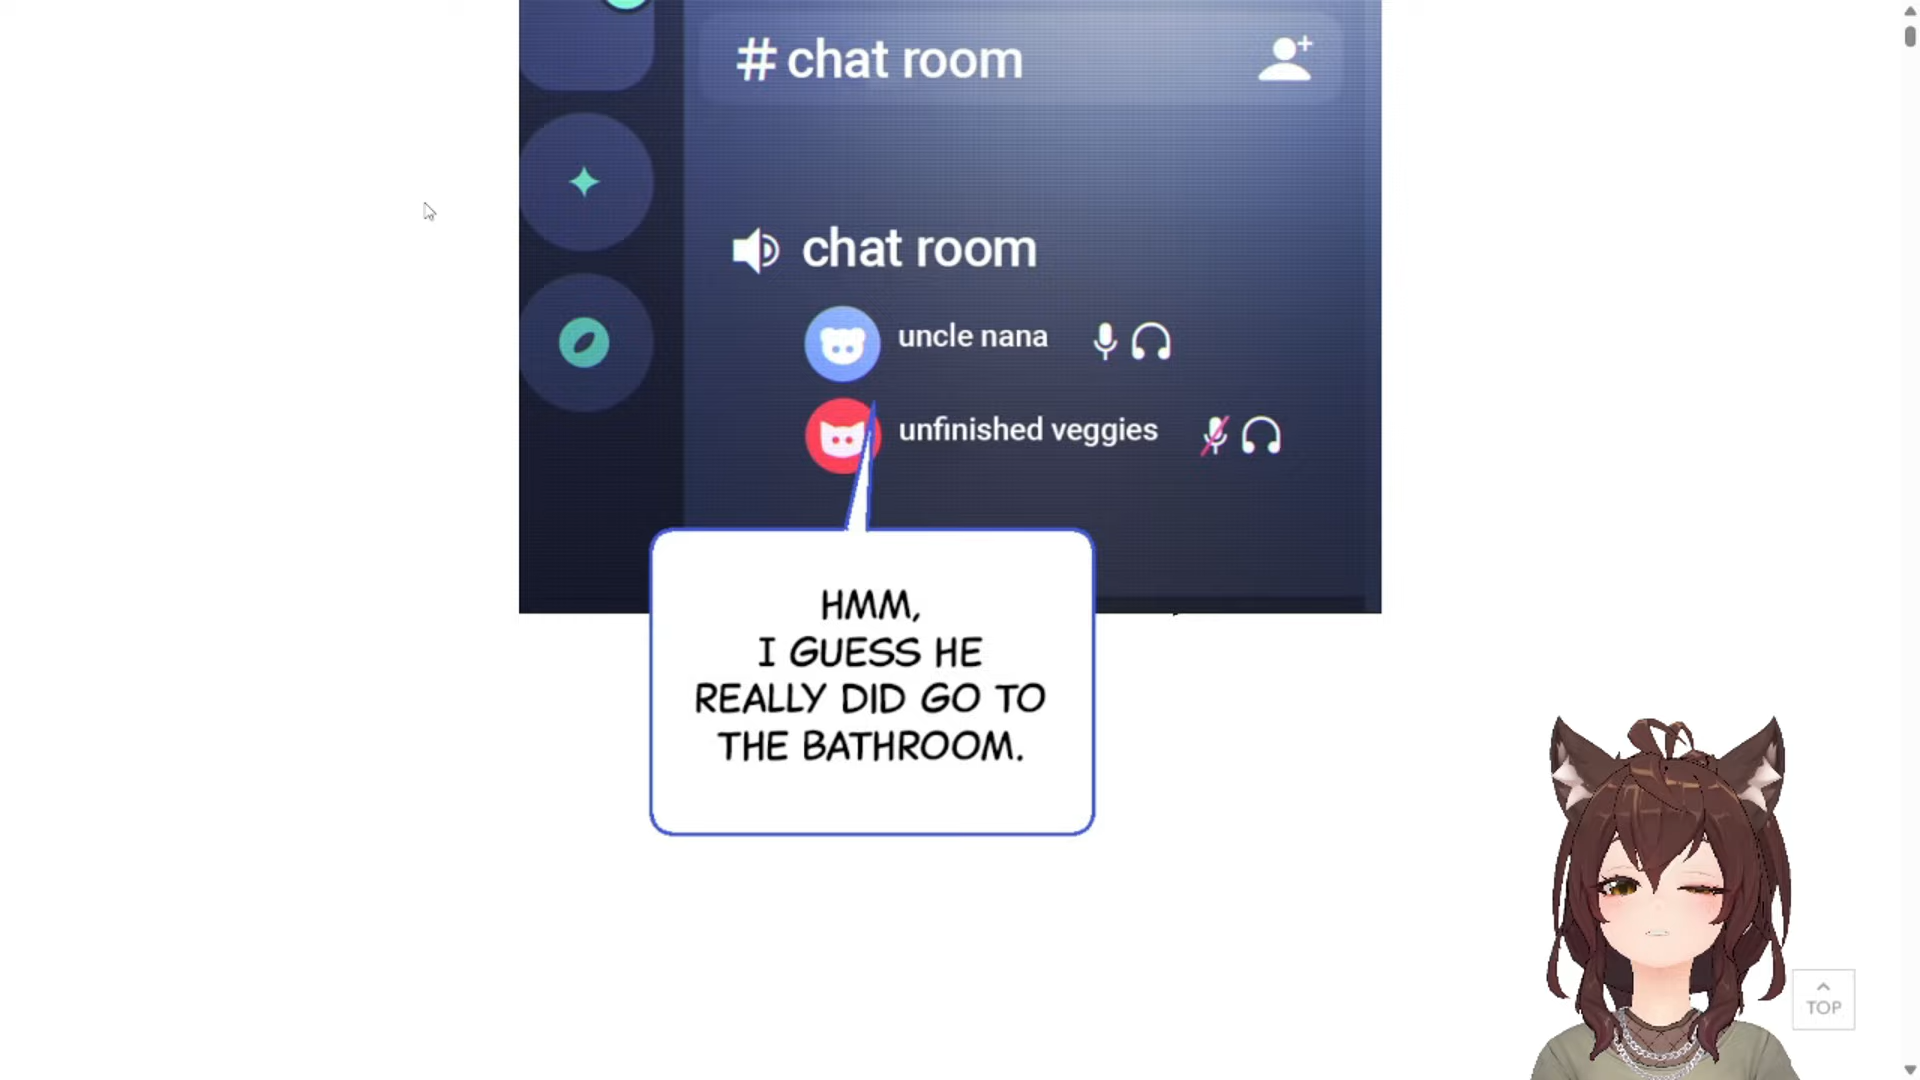 # chat room
chat room
uncle nana
unfinished veggies
HMM,
I GUESS HE
REALLY DID GO TO
THE BATHROOM.
TOP